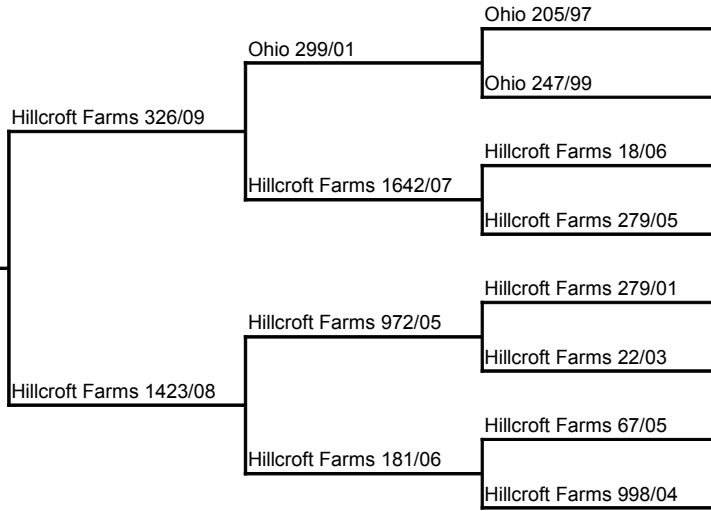 Ohio 205/97
Ohio 299/01
Ohio 247/99
Hillcroft Farms 326/09
Hillcroft Farms 18/06
Hillcroft Farms 1642/07
Hillcroft Farms 279/05
Hillcroft Farms 279/01
Hillcroft Farms 972/05
Hillcroft Farms 22/03
Hillcroft Farms 1423/08
Hillcroft Farms 67/05
Hillcroft Farms 181/06
Hillcroft Farms 998/04